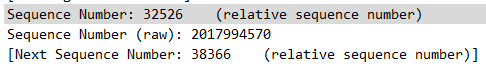 Sequence Number: 32526    (relative sequence number)
Sequence Number (raw): 2017994570
[Next Sequence Number: 38366    (relative sequence number)]